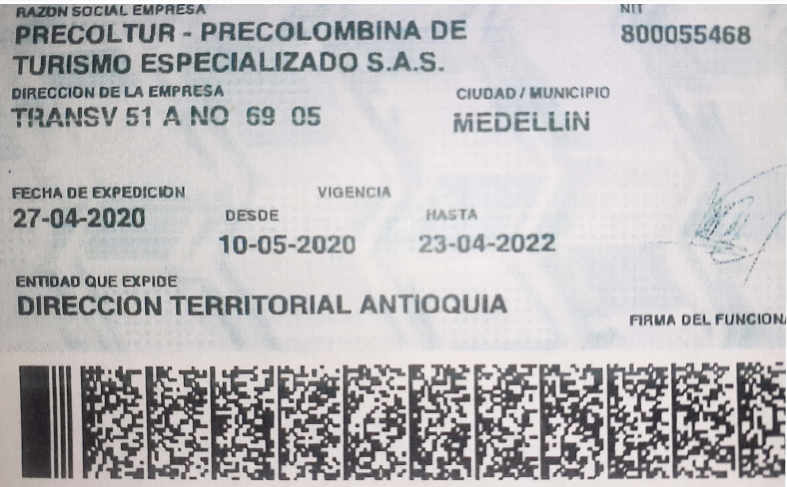 RAZON SOCIAL EMPRESA NIT
PRECOLTUR - PRECOLOMBINA DE 800055468
TURISMO ESPECIALIZADO S.A.S.
DIRECCION DE LA EMPRESA CIUDAD / MUNICIPIO
TRANSV 51 A NO 69 05 MEDELLIN
FECHA DE EXPEDICION VIGENCIA
27-04-2020 DESDE HASTA
10-05-2020 23-04-2022
ENTIDAD QUE EXPIDE
DIRECCION TERRITORIAL ANTIOQUIA
FIRMA DEL FUNCION